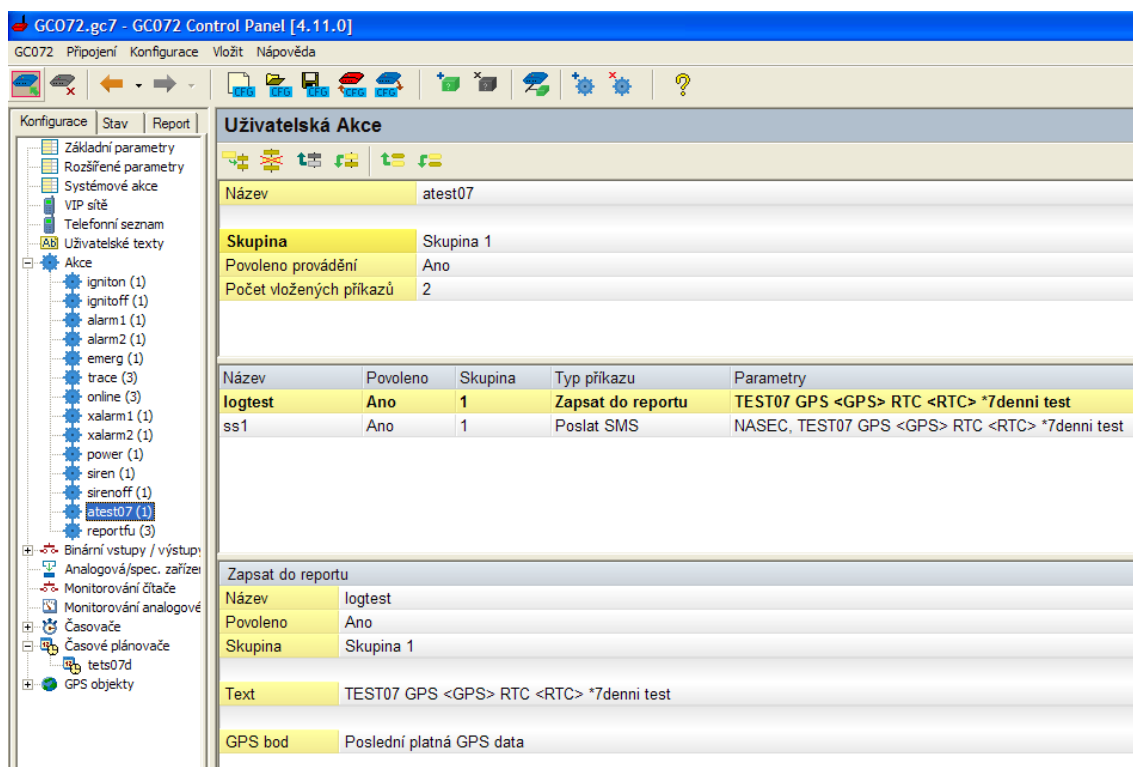 GC072.gc7 - GC072 Control Panel [4.11.0]
GC072 Připojení Konfigurace Vložit Nápověda
CFG CFG CFG CFG CFG
Konfigurace Stav Report
Základní parametry
Rozšířené parametry
Systémové akce
VIP sítě
Telefonní seznam
Ab Uživatelské texty
Akce
igniton (1)
ignitoff (1)
alarm1 (1)
alarm2 (1)
emerg (1)
trace (3)
online (3)
xalarm1 (1)
xalarm2 (1)
power (1)
siren (1)
sirenoff (1)
atest07 (1)
reportfu (3)
Binární vstupy / výstupy
Analogová/spec. zařízer
Monitorování čítače
Monitorování analogové
Časovače
Časové plánovače
tets07d
GPS objekty
Uživatelská Akce
Název atest07
Skupina Skupina 1
Povoleno provádění Ano
Počet vložených příkazů 2
Název Povoleno Skupina Typ příkazu Parametry
logtest Ano 1 Zapsat do reportu TEST07 GPS <GPS> RTC <RTC> *7denni test
ss1 Ano 1 Poslat SMS NASEC, TEST07 GPS <GPS> RTC <RTC> *7denni test
Zapsat do reportu
Název logtest
Povoleno Ano
Skupina Skupina 1
Text TEST07 GPS <GPS> RTC <RTC> *7denni test
GPS bod Poslední platná GPS data